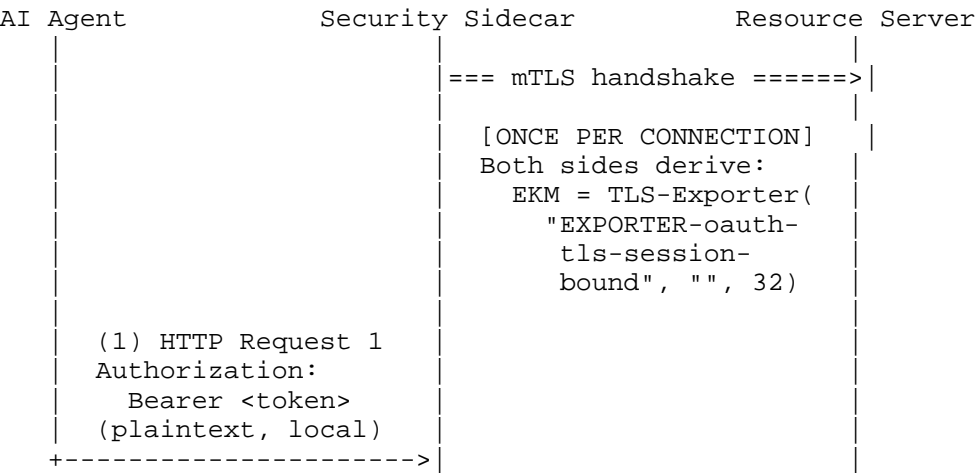 AI Agent Security Sidecar Resource Server
=== mTLS handshake ======>
[ONCE PER CONNECTION]
Both sides derive:
EKM = TLS-Exporter(
"EXPORTER-oauth-
tls-session-
bound", "", 32)
(1) HTTP Request 1
Authorization:
Bearer <token>
(plaintext, local)